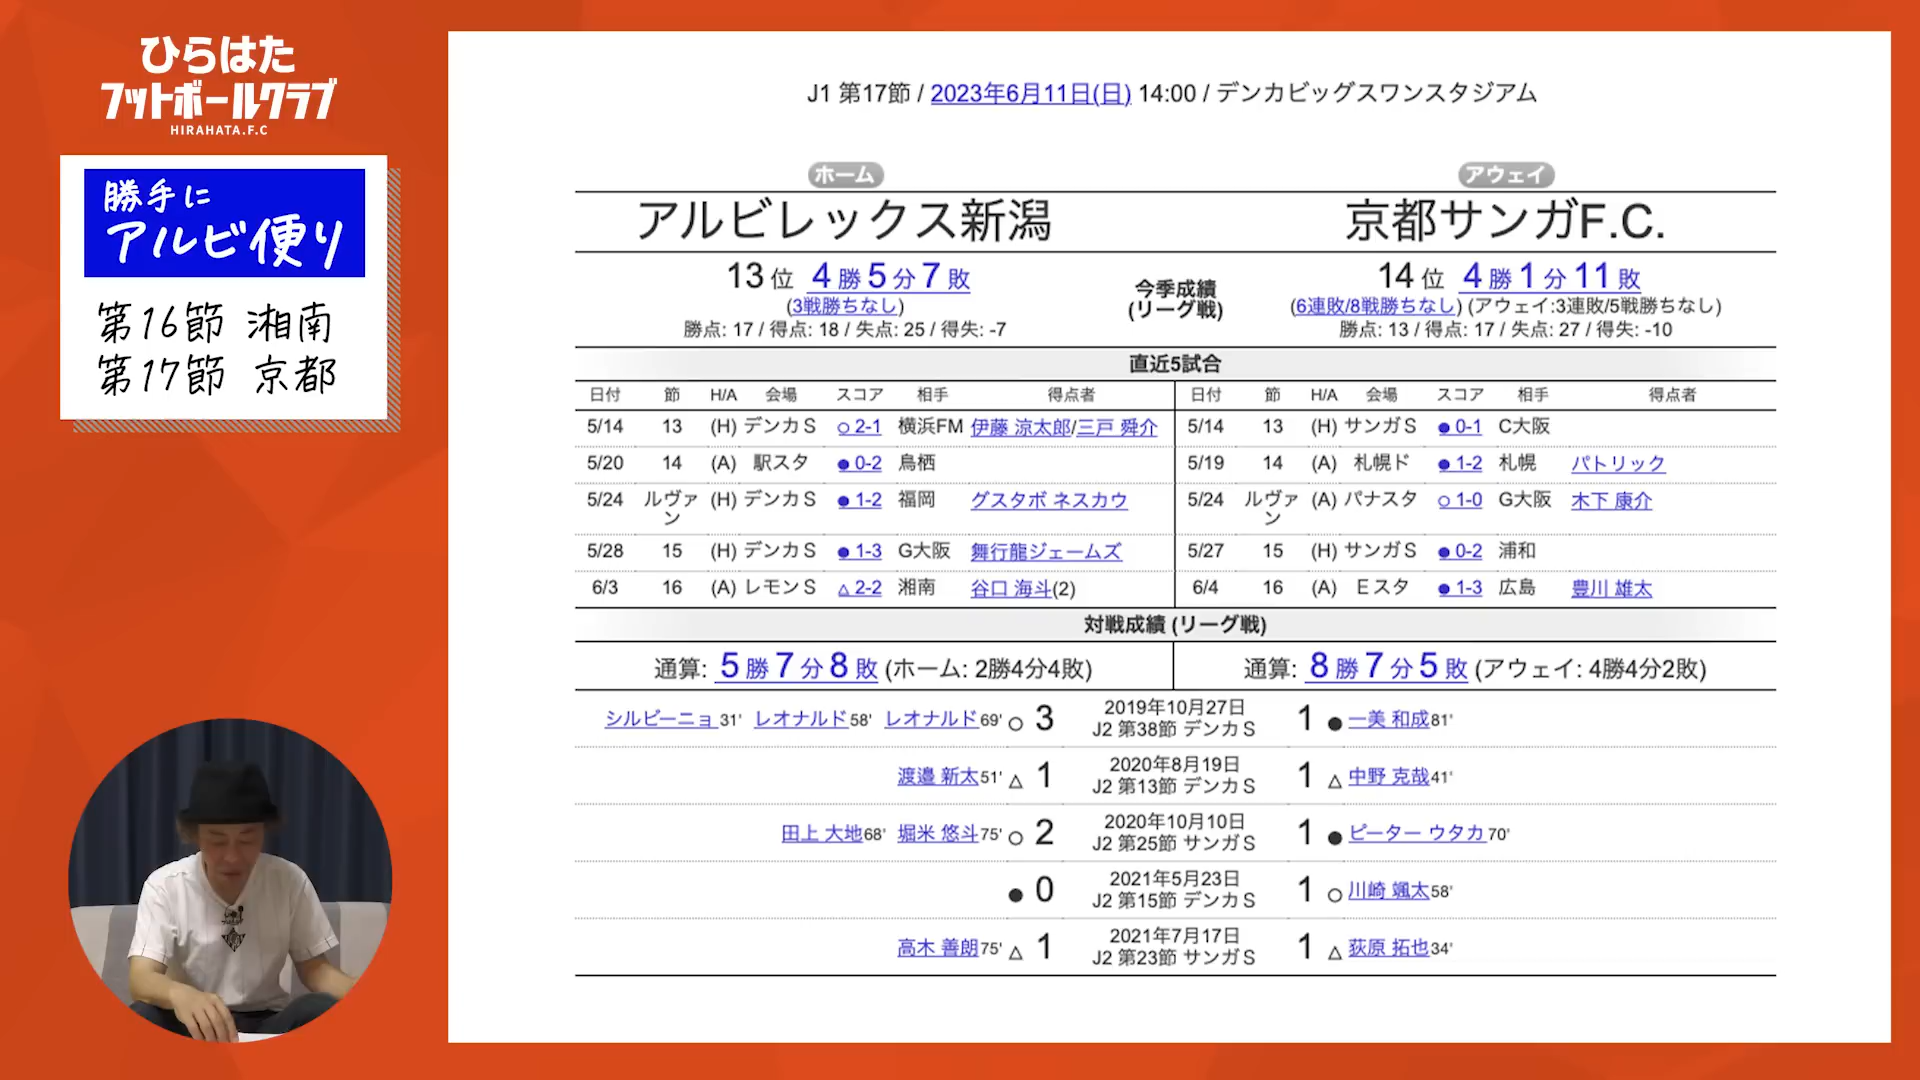 ひらはた
フットボールクラブ
HIRAHATA.F.C
勝手に
アルビ便り
第16節 湘南
第17節 京都
J1 第17節 / 2023年6月11日(日) 14:00 / デンカビッグスワンスタジアム
ホーム アウェイ
アルビレックス新潟 京都サンガF.C.
13位 4勝5分7敗 今季成績 (リーグ戦) 14位 4勝1分11敗
(3戦勝ちなし) (6連敗/8戦勝ちなし) (アウェイ:3連敗/5戦勝ちなし)
勝点: 17 / 得点: 18 / 失点: 25 / 得失: -7 勝点: 13 / 得点: 17 / 失点: 27 / 得失: -10
直近5試合
日付 節 H/A 会場 スコア 相手 得点者 日付 節 H/A 会場 スコア 相手 得点者
5/14 13 (H) デンカS ○ 2-1 横浜FM 伊藤 涼太郎/三戸 舜介 5/14 13 (H) サンガS ● 0-1 C大阪
5/20 14 (A) 駅スタ ● 0-2 鳥栖 5/19 14 (A) 札幌ド ● 1-2 札幌 パトリック
5/24 ルヴァン (H) デンカS ● 1-2 福岡 グスタボ ネスカウ 5/24 ルヴァン (A) パナスタ ○ 1-0 G大阪 木下 康介
5/28 15 (H) デンカS ● 1-3 G大阪 舞行龍ジェームズ 5/27 15 (H) サンガS ● 0-2 浦和
6/3 16 (A) レモンS △ 2-2 湘南 谷口 海斗(2) 6/4 16 (A) Eスタ ● 1-3 広島 豊川 雄太
対戦成績 (リーグ戦)
通算: 5勝7分8敗 (ホーム: 2勝4分4敗) 通算: 8勝7分5敗 (アウェイ: 4勝4分2敗)
シルビーニョ 31' レオナルド58' レオナルド69' ○ 3 2019年10月27日 1 ● 一美 和成81'
J2 第38節 デンカS
渡邉 新太51' △ 1 2020年8月19日 1 △ 中野 克哉41'
J2 第13節 デンカS
田上 大地68' 堀米 悠斗75' ○ 2 2020年10月10日 1 ● ピーター ウタカ70'
J2 第25節 サンガS
● 0 2021年5月23日 1 ○ 川崎 颯太58'
J2 第15節 デンカS
高木 善朗75' △ 1 2021年7月17日 1 △ 荻原 拓也34'
J2 第23節 サンガS